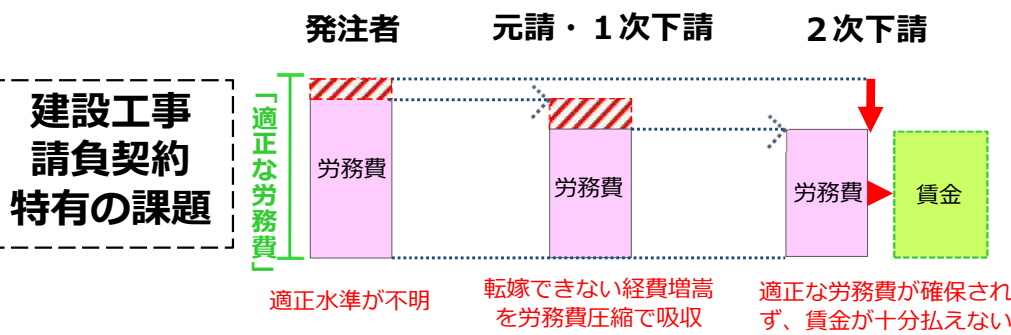 発注者
元請・１次下請
２次下請
建設工事
請負契約
特有の課題
「適正な労務費」
労務費
労務費
労務費
賃金
適正水準が不明
転嫁できない経費増嵩
を労務費圧縮で吸収
適正な労務費が確保され
ず、賃金が十分払えない